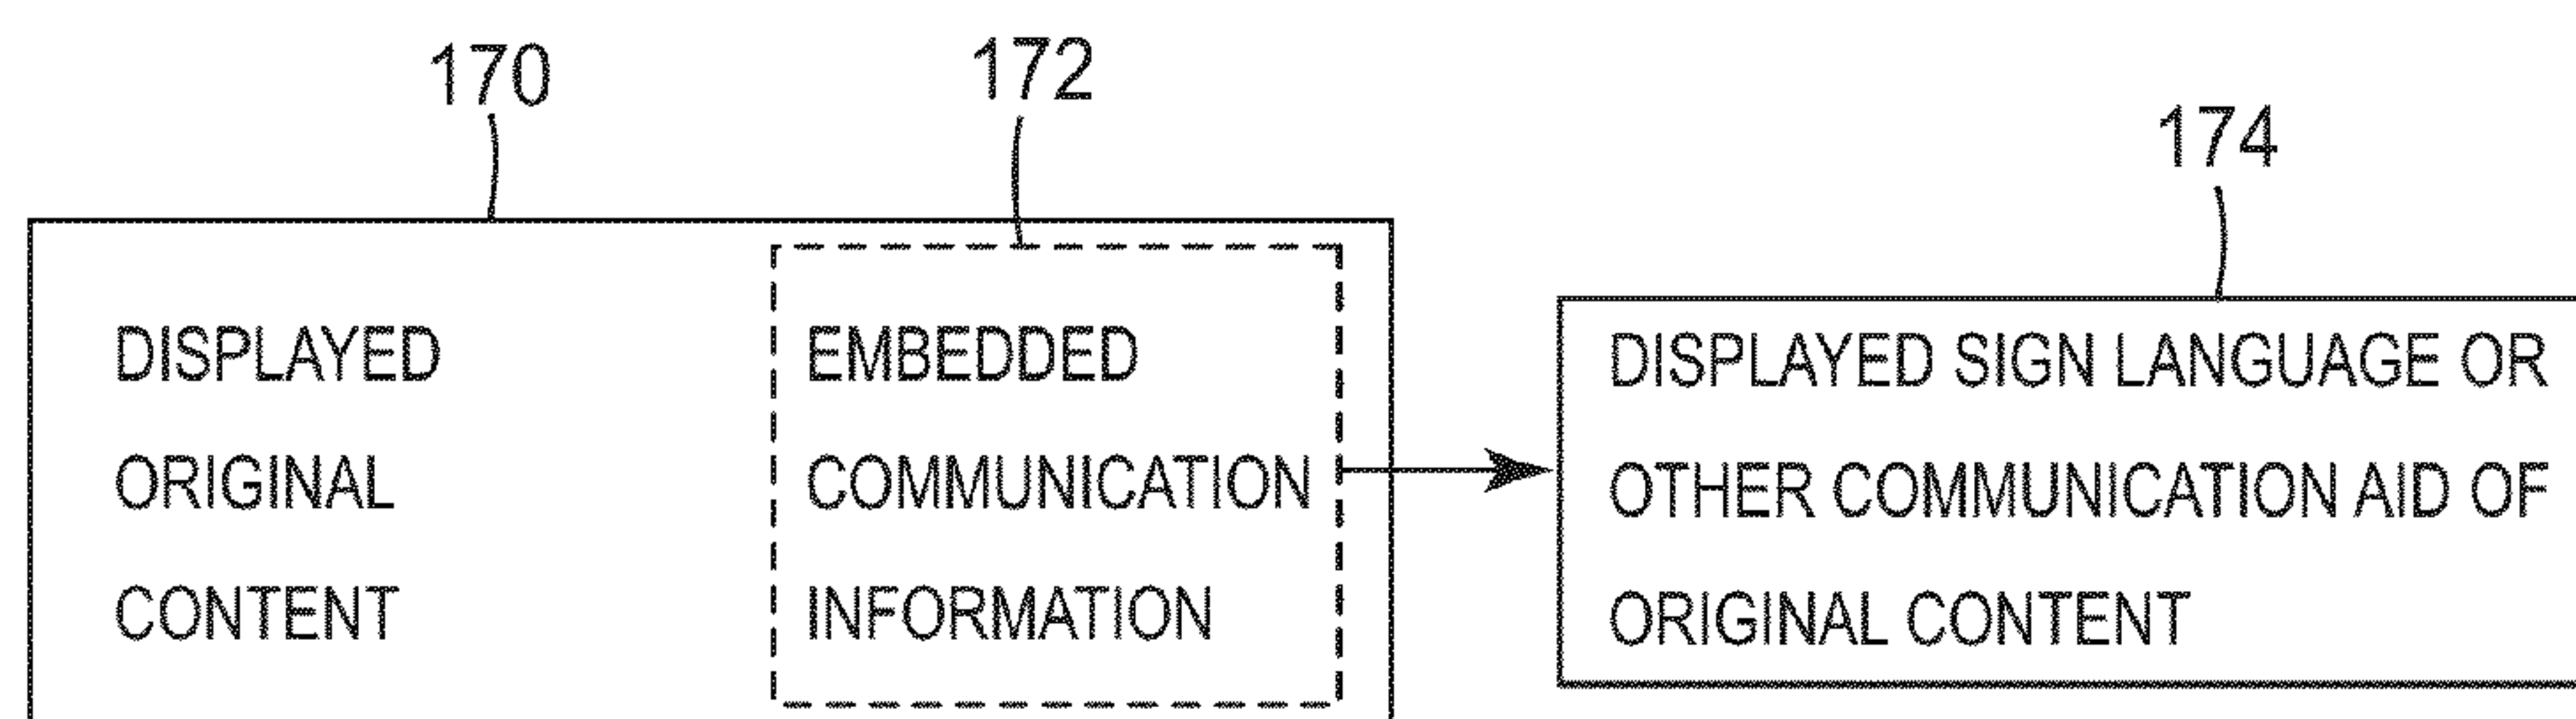 170
172
174
DISPLAYED
ORIGINAL
CONTENT
EMBEDDED
COMMUNICATION
INFORMATION
DISPLAYED SIGN LANGUAGE OR
OTHER COMMUNICATION AID OF
ORIGINAL CONTENT